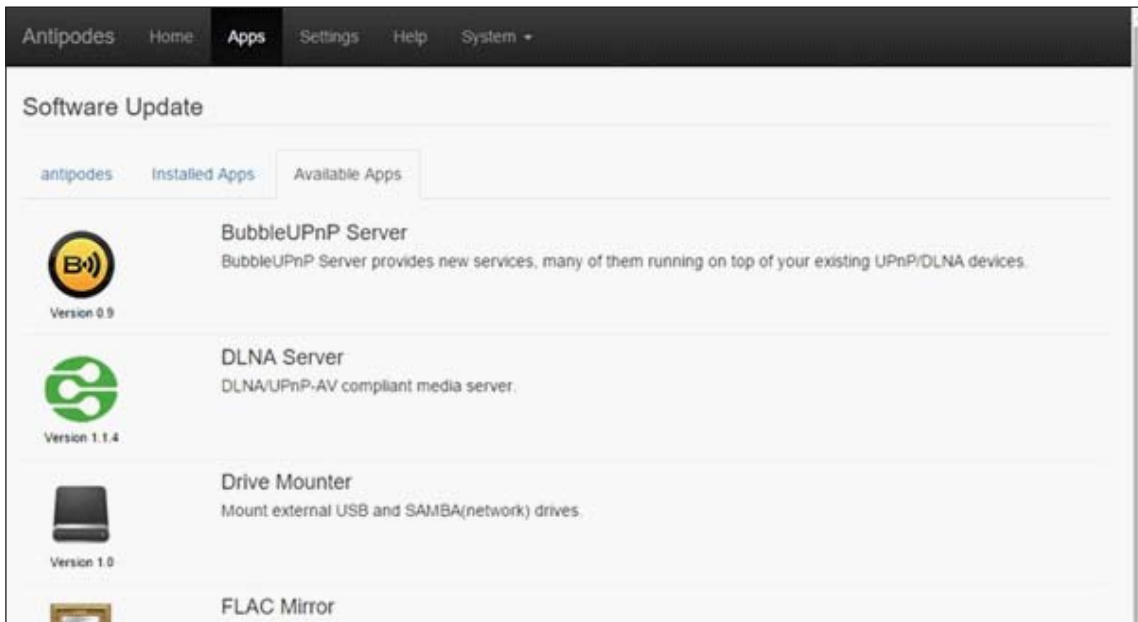 Antipodes Home Apps Settings Help System
Software Update
antipodes Installed Apps Available Apps
BubbleUPnP Server
BubbleUPnP Server provides new services, many of them running on top of your existing UPnP/DLNA devices.
B
Version 0.9
DLNA Server
DLNA/UPnP-AV compliant media server.
Version 1.1.4
Drive Mounter
Mount external USB and SAMBA(network) drives.
Version 1.0
FLAC Mirror